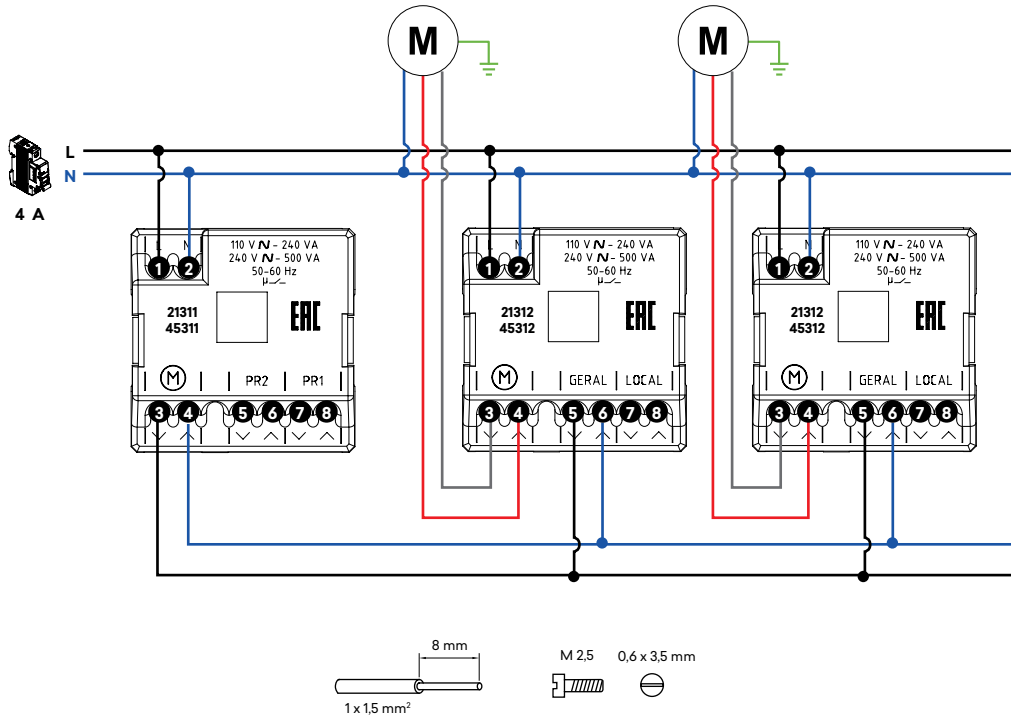 M
M
L
N
4 A
L N
110 V ~ 240 VA
240 V ~ 500 VA
50-60 Hz
μ
1 2
21311
45311
EAC
M PR2 PR1
3 4 5 6 7 8
L N
110 V ~ 240 VA
240 V ~ 500 VA
50-60 Hz
μ
1 2
21312
45312
EAC
M GERAL LOCAL
3 4 5 6 7 8
L N
110 V ~ 240 VA
240 V ~ 500 VA
50-60 Hz
μ
1 2
21312
45312
EAC
M GERAL LOCAL
3 4 5 6 7 8
8 mm
1 x 1,5 mm²
M 2,5
0,6 x 3,5 mm